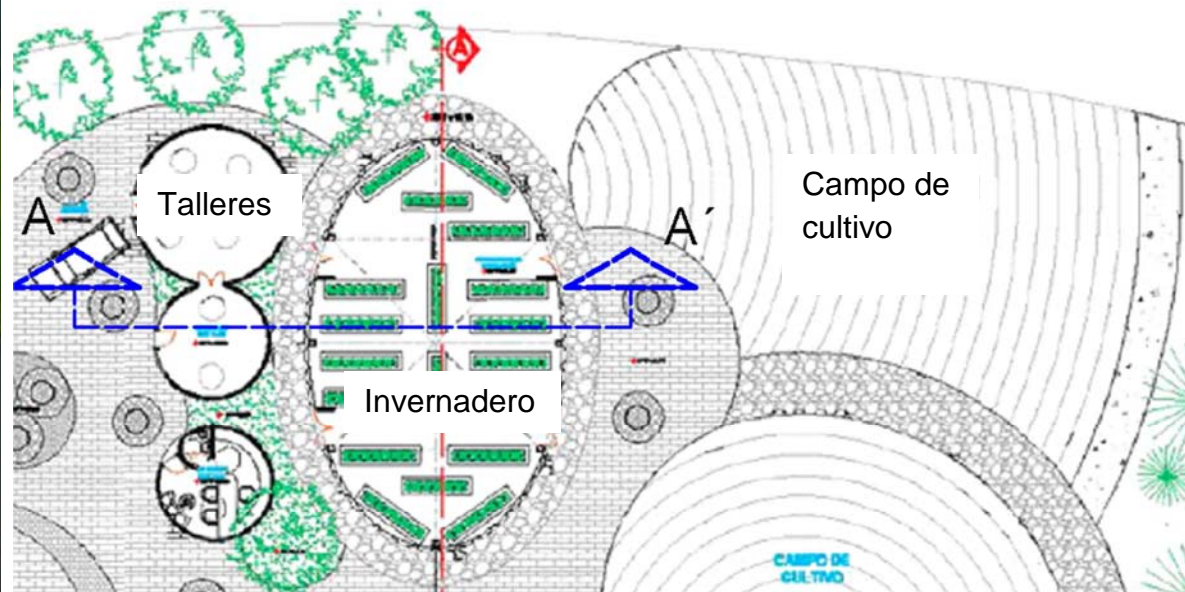 A
Talleres
A
A´
Campo de
cultivo
Invernadero
CAMPO DE
CULTIVO